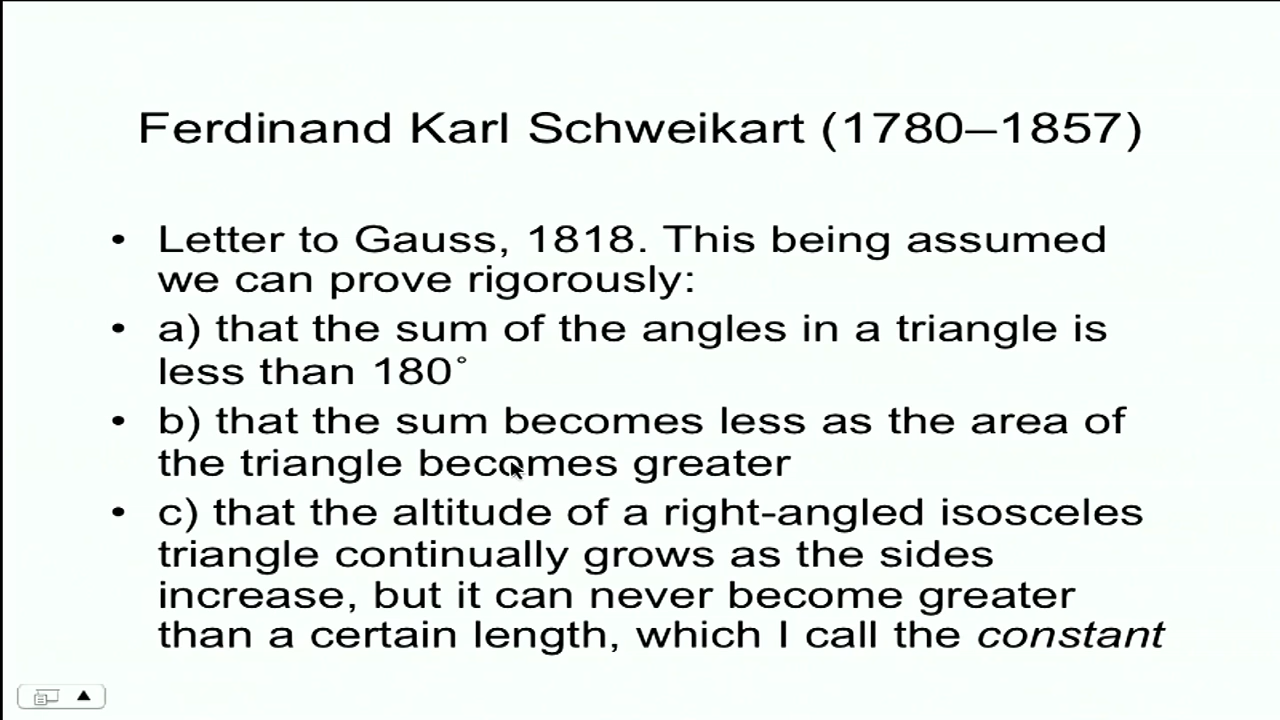 Ferdinand Karl Schweikart (1780–1857)
• Letter to Gauss, 1818. This being assumed
we can prove rigorously:
• a) that the sum of the angles in a triangle is
less than 180˚
• b) that the sum becomes less as the area of
the triangle becomes greater
• c) that the altitude of a right-angled isosceles
triangle continually grows as the sides
increase, but it can never become greater
than a certain length, which I call the constant